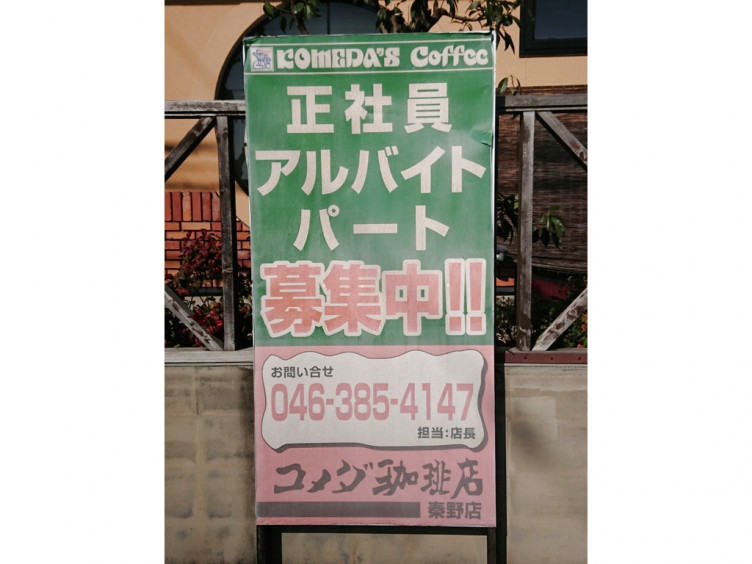 KOMEDA'S Coffee
正社員
アルバイト
パート
募集中!!
お問い合せ
046-385-4147
担当:店長
コメダ珈琲店
秦野店